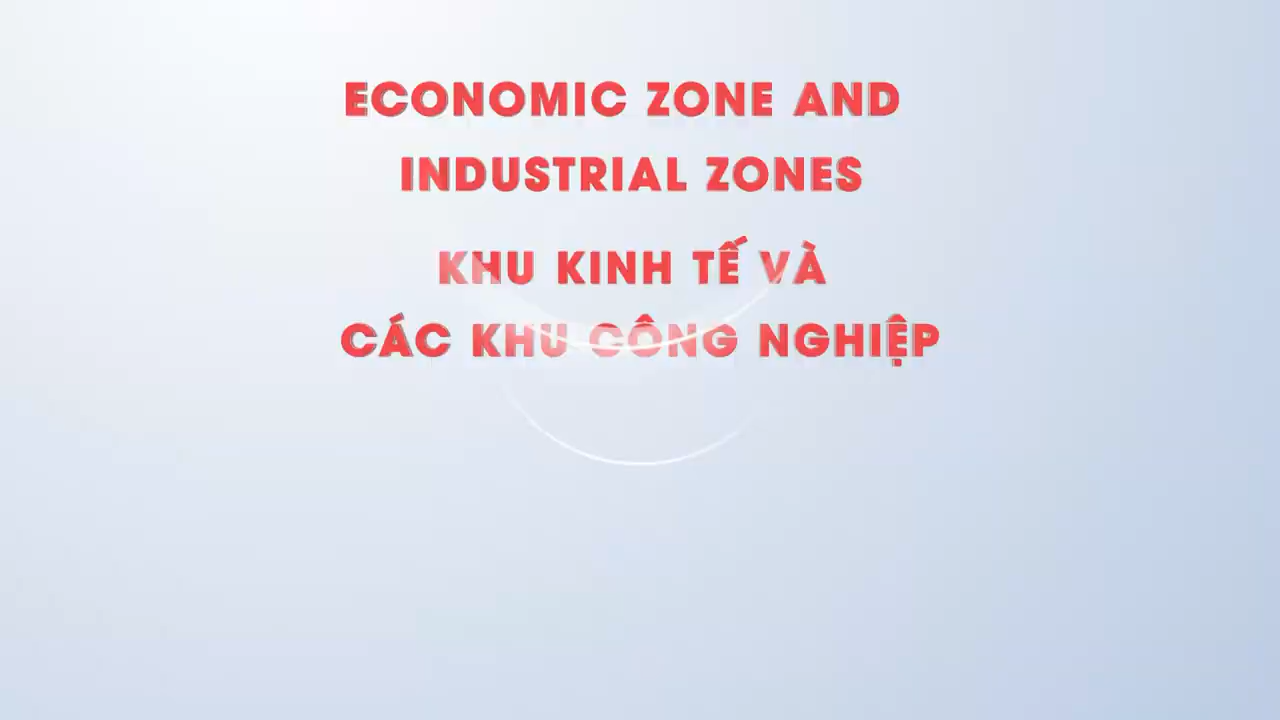 ECONOMIC ZONE AND
INDUSTRIAL ZONES
KHU KINH TẾ VÀ
CÁC KHU CÔNG NGHIỆP